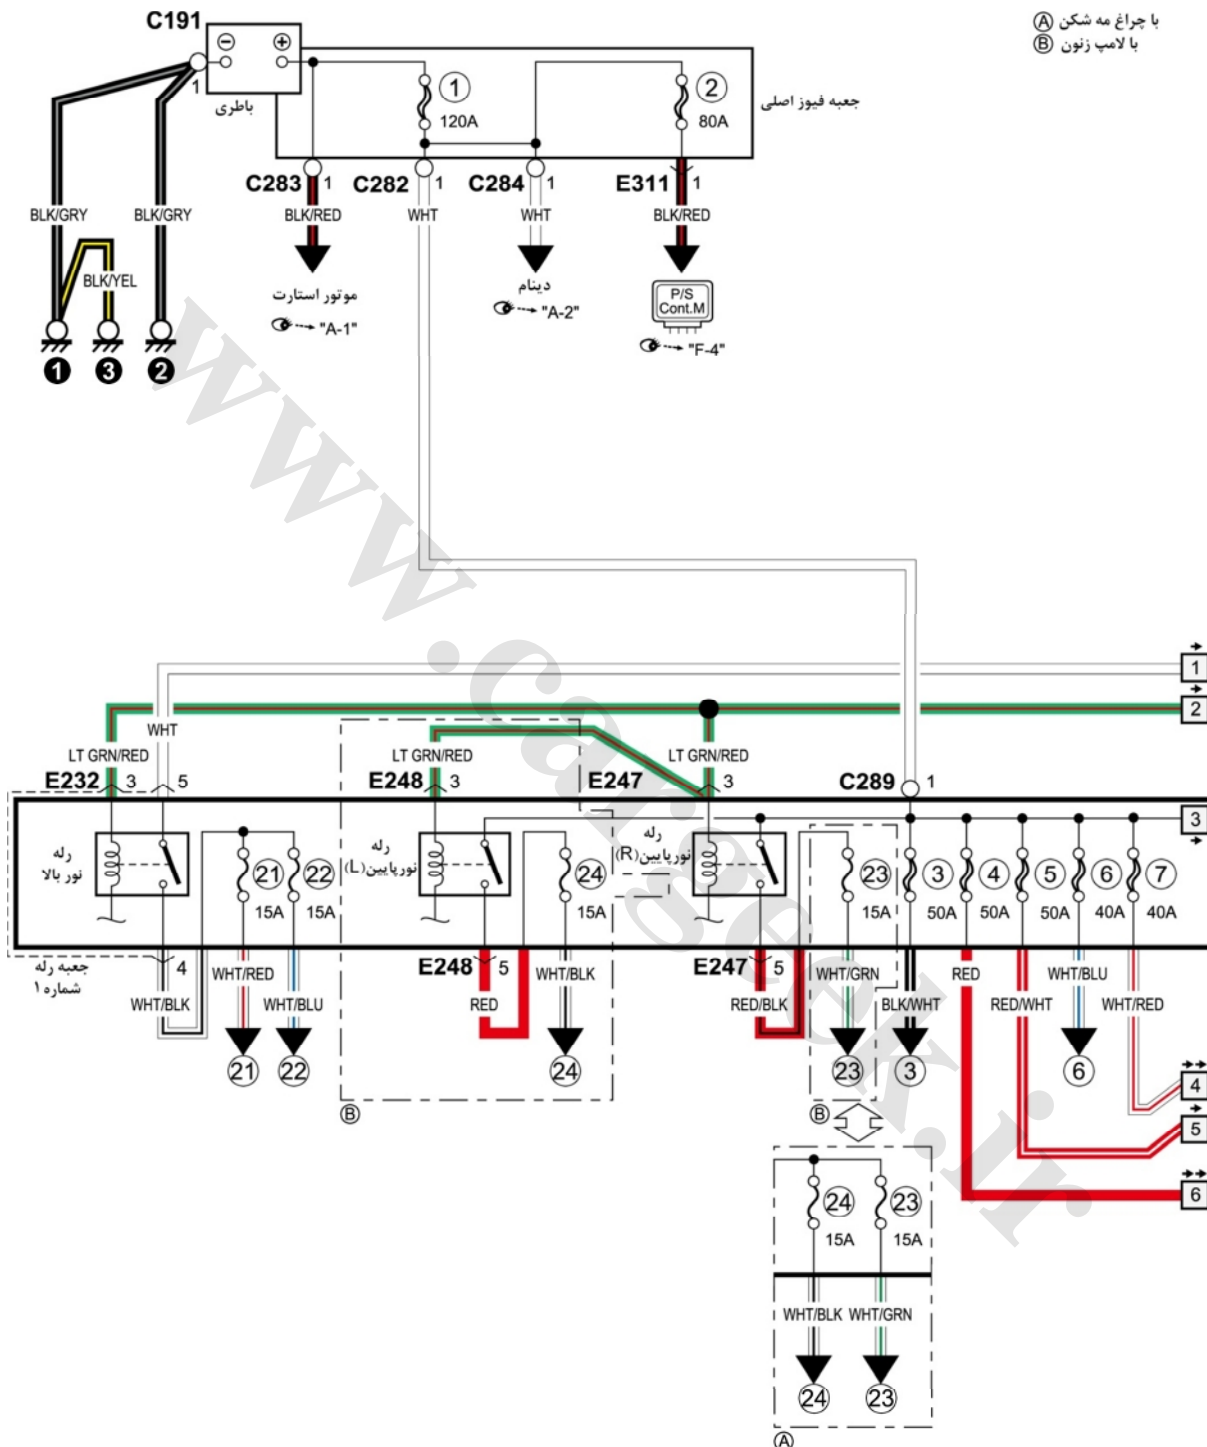 با چراغ مه شکن Ⓐ
با لامپ زنون Ⓑ
C191
1
باطری
① 120A
② 80A
جعبه فیوز اصلی
C283 1
C282 1
C284 1
E311 1
BLK/GRY
BLK/GRY
BLK/RED
WHT
WHT
BLK/RED
BLK/YEL
موتور استارت
"A-1"
دینام
"A-2"
P/S
Cont.M
"F-4"
1
3
2
www.cargeek.ir
1
2
WHT
LT GRN/RED
LT GRN/RED
LT GRN/RED
E232 3
5
E248 3
E247 3
C289 1
3
رله
نور بالا
21 15A
22 15A
رله
نورپایین(L)
24 15A
رله
نورپایین(R)
23 15A
3 50A
4 50A
5 50A
6 40A
7 40A
جعبه رله
شماره ۱
4
E248 5
E247 5
WHT/BLK
WHT/RED
WHT/BLU
RED
WHT/BLK
RED/BLK
WHT/GRN
BLK/WHT
RED
RED/WHT
WHT/BLU
WHT/RED
21
22
24
23
3
6
4
5
6
Ⓑ
Ⓑ
24 15A
23 15A
WHT/BLK
WHT/GRN
24
23
Ⓐ